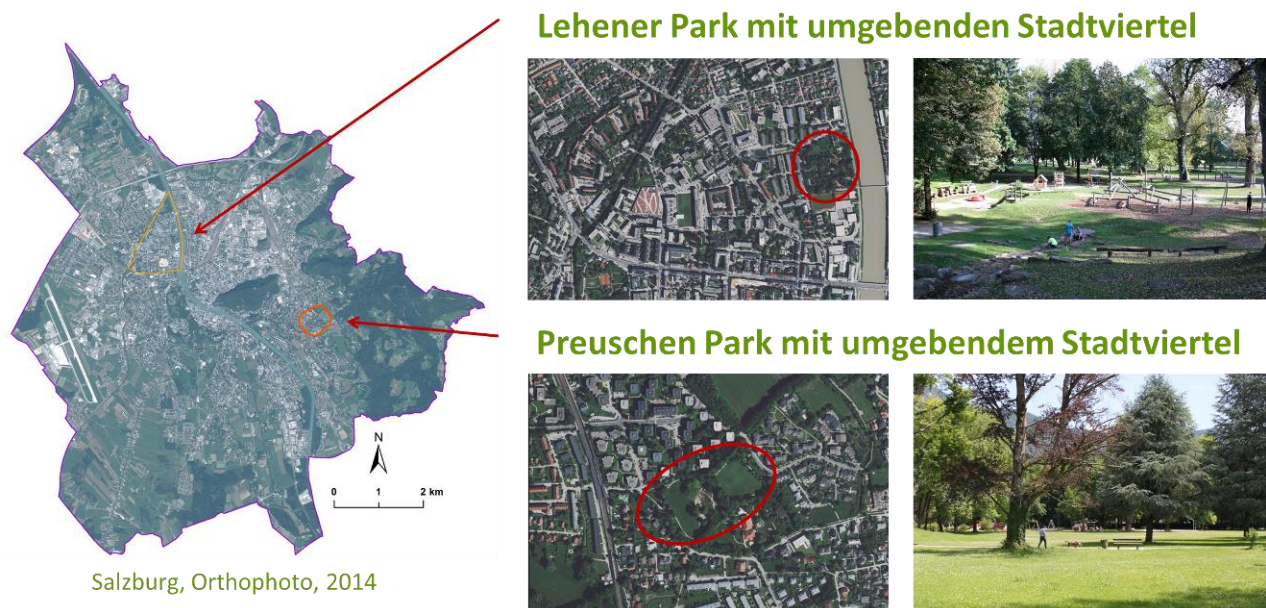 Lehener Park mit umgebenden Stadtviertel
Preuschen Park mit umgebendem Stadtviertel
N
0 1 2 km
Salzburg, Orthophoto, 2014